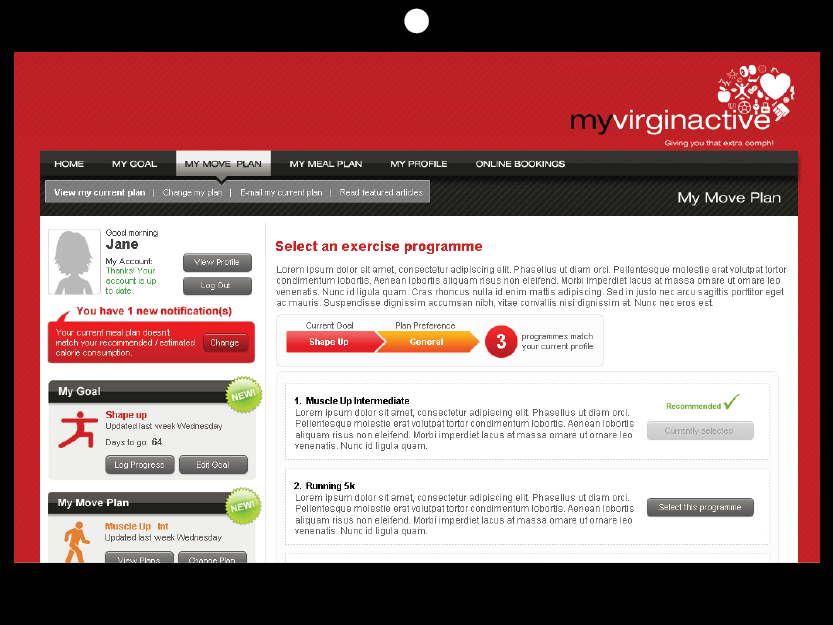 myvirginactive
Giving you that extra oomph!
HOME MY GOAL MY MOVE PLAN MY MEAL PLAN MY PROFILE ONLINE BOOKINGS
View my current plan | Change my plan | E-mail my current plan | Read featured articles
My Move Plan
Good morning
Jane
My Account:
Thanks! Your
account is up
to date.
View Profile
Log Out
You have 1 new notification(s)
Your current meal plan doesn't
match your recommended / estimated
calorie consumption.
Change
My Goal
NEW!
Shape up
Updated last week Wednesday
Days to go: 64
Log Progress Edit Goal
My Move Plan
NEW!
Muscle Up Int
Updated last week Wednesday
View Plans Change Plan
Select an exercise programme
Lorem ipsum dolor sit amet, consectetur adipiscing elit. Phasellus ut diam orci. Pellentesque molestie erat volutpat tortor
condimentum lobortis. Aenean lobortis aliquam risus non eleifend. Morbi imperdiet lacus at massa ornare ut ornare leo
venenatis. Nunc id ligula quam. Cras rhoncus nulla id enim mattis adipiscing. Sed in justo nec arcu sagittis porttitor eget
ac mauris. Suspendisse dignissim accumsan nibh, vitae convallis nisi dignissim at. Nunc nec eros est.
Current Goal Plan Preference
Shape Up General
3
programmes match
your current profile
1. Muscle Up Intermediate
Lorem ipsum dolor sit amet, consectetur adipiscing elit. Phasellus ut diam orci.
Pellentesque molestie erat volutpat tortor condimentum lobortis. Aenean lobortis
aliquam risus non eleifend. Morbi imperdiet lacus at massa ornare ut ornare leo
venenatis. Nunc id ligula quam.
Recommended
Currently selected
2. Running 5k
Lorem ipsum dolor sit amet, consectetur adipiscing elit. Phasellus ut diam orci.
Pellentesque molestie erat volutpat tortor condimentum lobortis. Aenean lobortis
aliquam risus non eleifend. Morbi imperdiet lacus at massa ornare ut ornare leo
venenatis. Nunc id ligula quam.
Select this programme